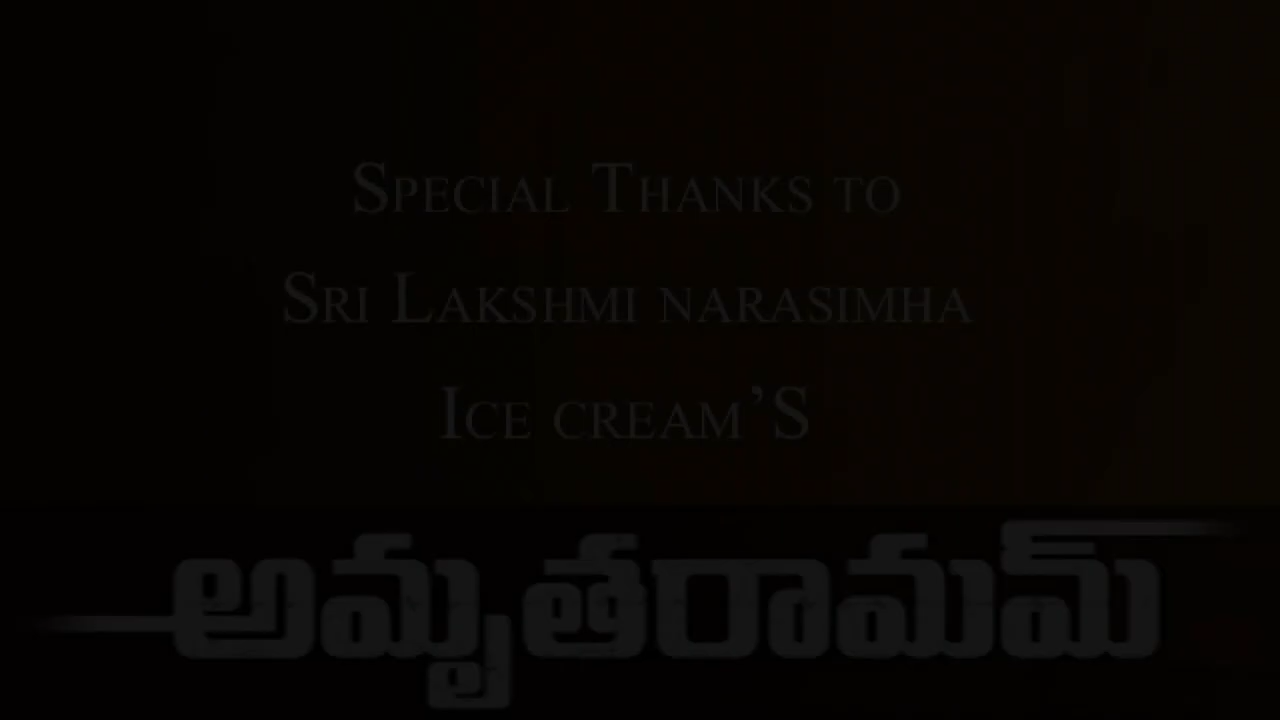 Special Thanks to
Sri Lakshmi narasimha
Ice cream’S
అమృతరామమ్